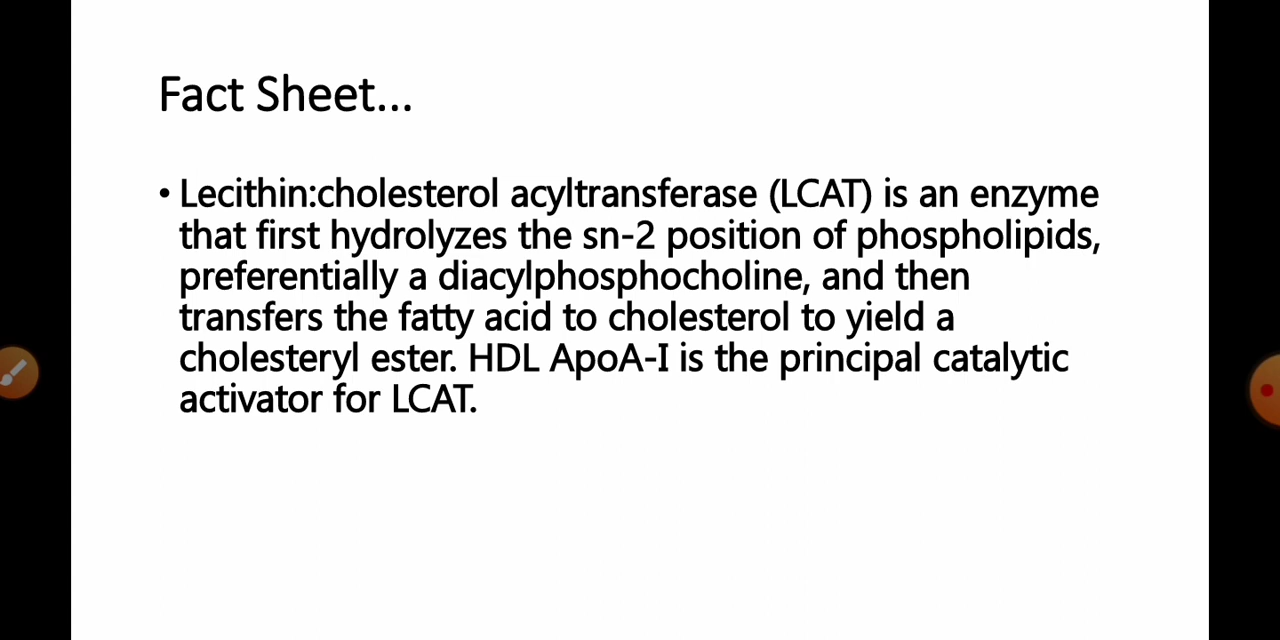 Fact Sheet...
• Lecithin:cholesterol acyltransferase (LCAT) is an enzyme
that first hydrolyzes the sn-2 position of phospholipids,
preferentially a diacylphosphocholine, and then
transfers the fatty acid to cholesterol to yield a
cholesteryl ester. HDL ApoA-I is the principal catalytic
activator for LCAT.